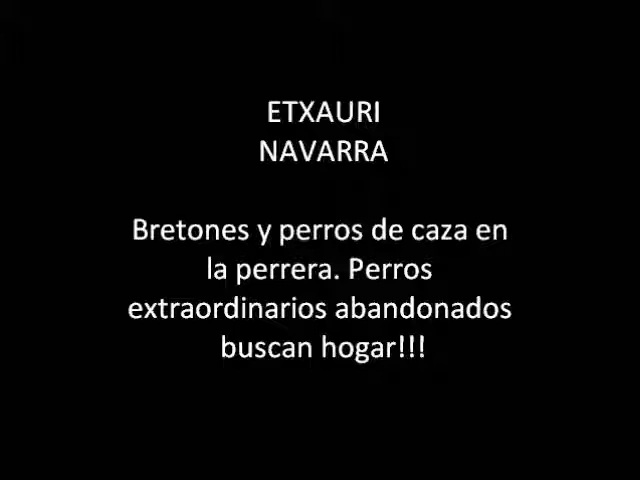 ETXAURI
NAVARRA
Bretones y perros de caza en
la perrera. Perros
extraordinarios abandonados
buscan hogar!!!